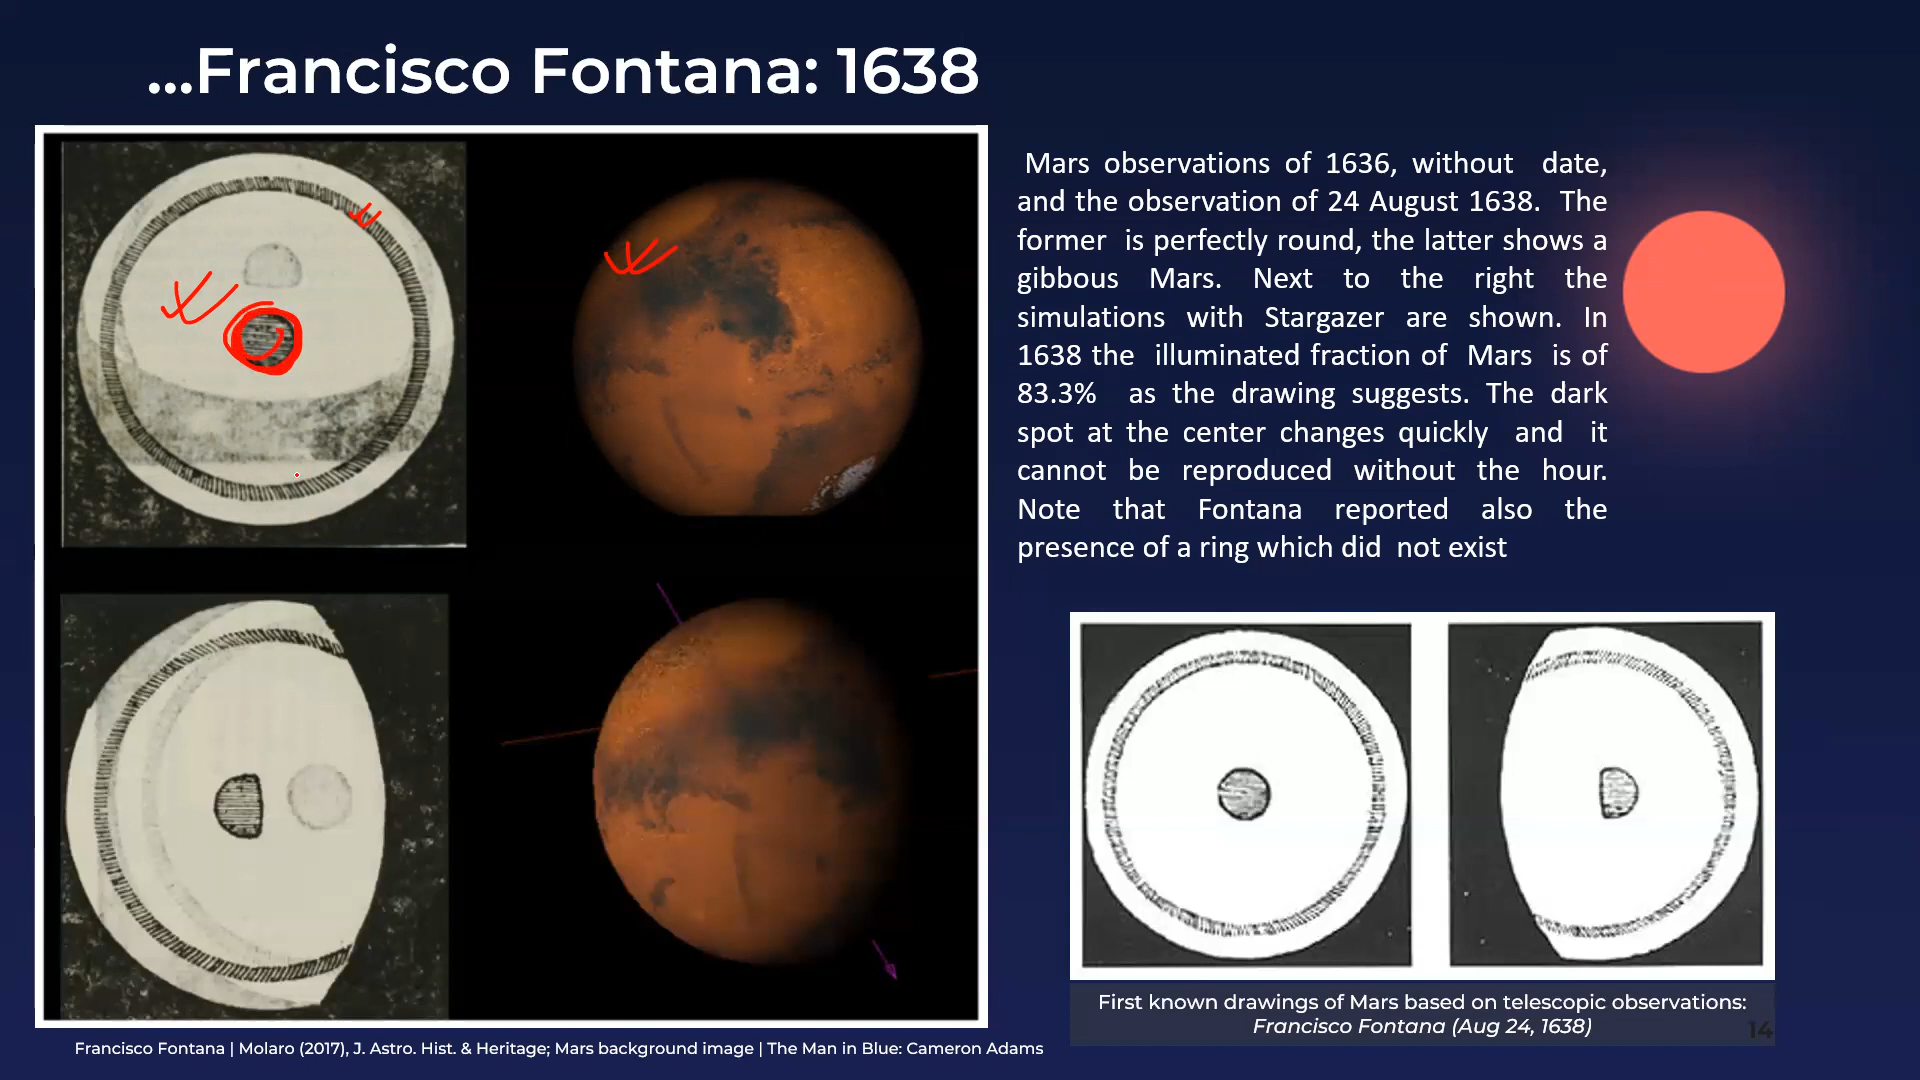 ...Francisco Fontana: 1638
Mars observations of 1636, without date,
and the observation of 24 August 1638. The
former is perfectly round, the latter shows a
gibbous Mars. Next to the right the
simulations with Stargazer are shown. In
1638 the illuminated fraction of Mars is of
83.3% as the drawing suggests. The dark
spot at the center changes quickly and it
cannot be reproduced without the hour.
Note that Fontana reported also the
presence of a ring which did not exist
First known drawings of Mars based on telescopic observations:
Francisco Fontana (Aug 24, 1638)
14
Francisco Fontana | Molaro (2017), J. Astro. Hist. & Heritage; Mars background image | The Man in Blue: Cameron Adams